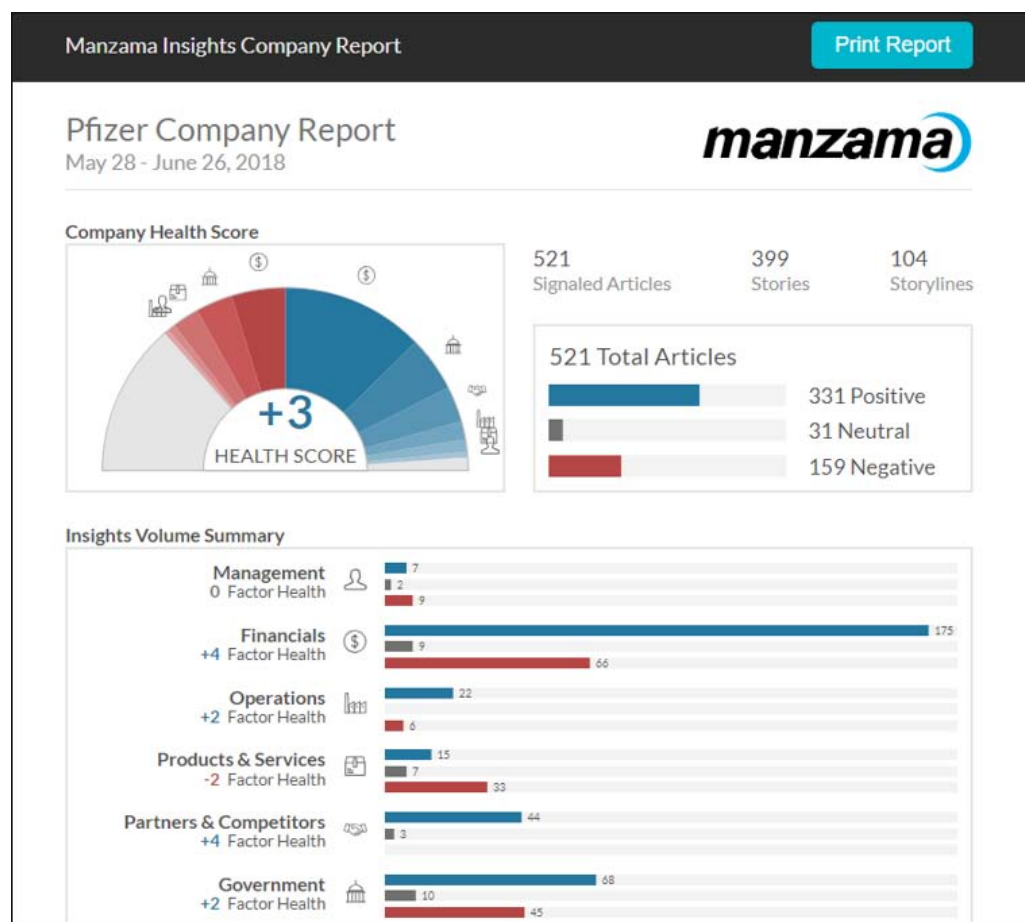 Manzama Insights Company Report
Print Report
Pfizer Company Report
May 28 - June 26, 2018
manzama
Company Health Score
+3
HEALTH SCORE
521
Signaled Articles
399
Stories
104
Storylines
521 Total Articles
331 Positive
31 Neutral
159 Negative
Insights Volume Summary
Management
0 Factor Health
7
2
9
Financials
+4 Factor Health
175
9
66
Operations
+2 Factor Health
22
6
Products & Services
-2 Factor Health
15
7
33
Partners & Competitors
+4 Factor Health
44
3
Government
+2 Factor Health
68
10
45